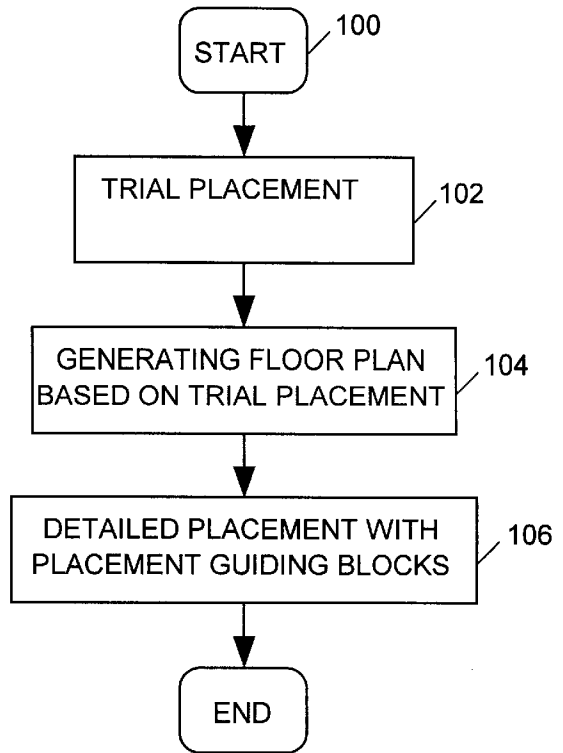 START
100
TRIAL PLACEMENT
102
GENERATING FLOOR PLAN
BASED ON TRIAL PLACEMENT
104
DETAILED PLACEMENT WITH
PLACEMENT GUIDING BLOCKS
106
END